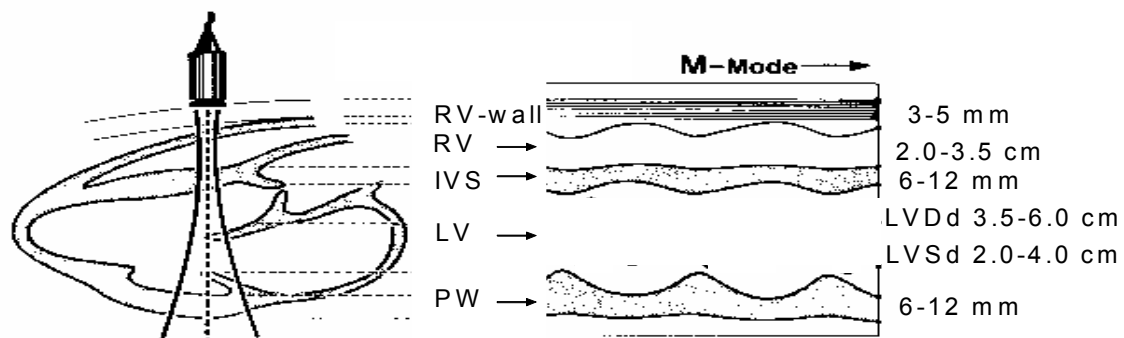 M-Mode
RV-wall
3-5 mm
RV
2.0-3.5 cm
IVS
6-12 mm
LVDd 3.5-6.0 cm
LV
LVSd 2.0-4.0 cm
PW
6-12 mm